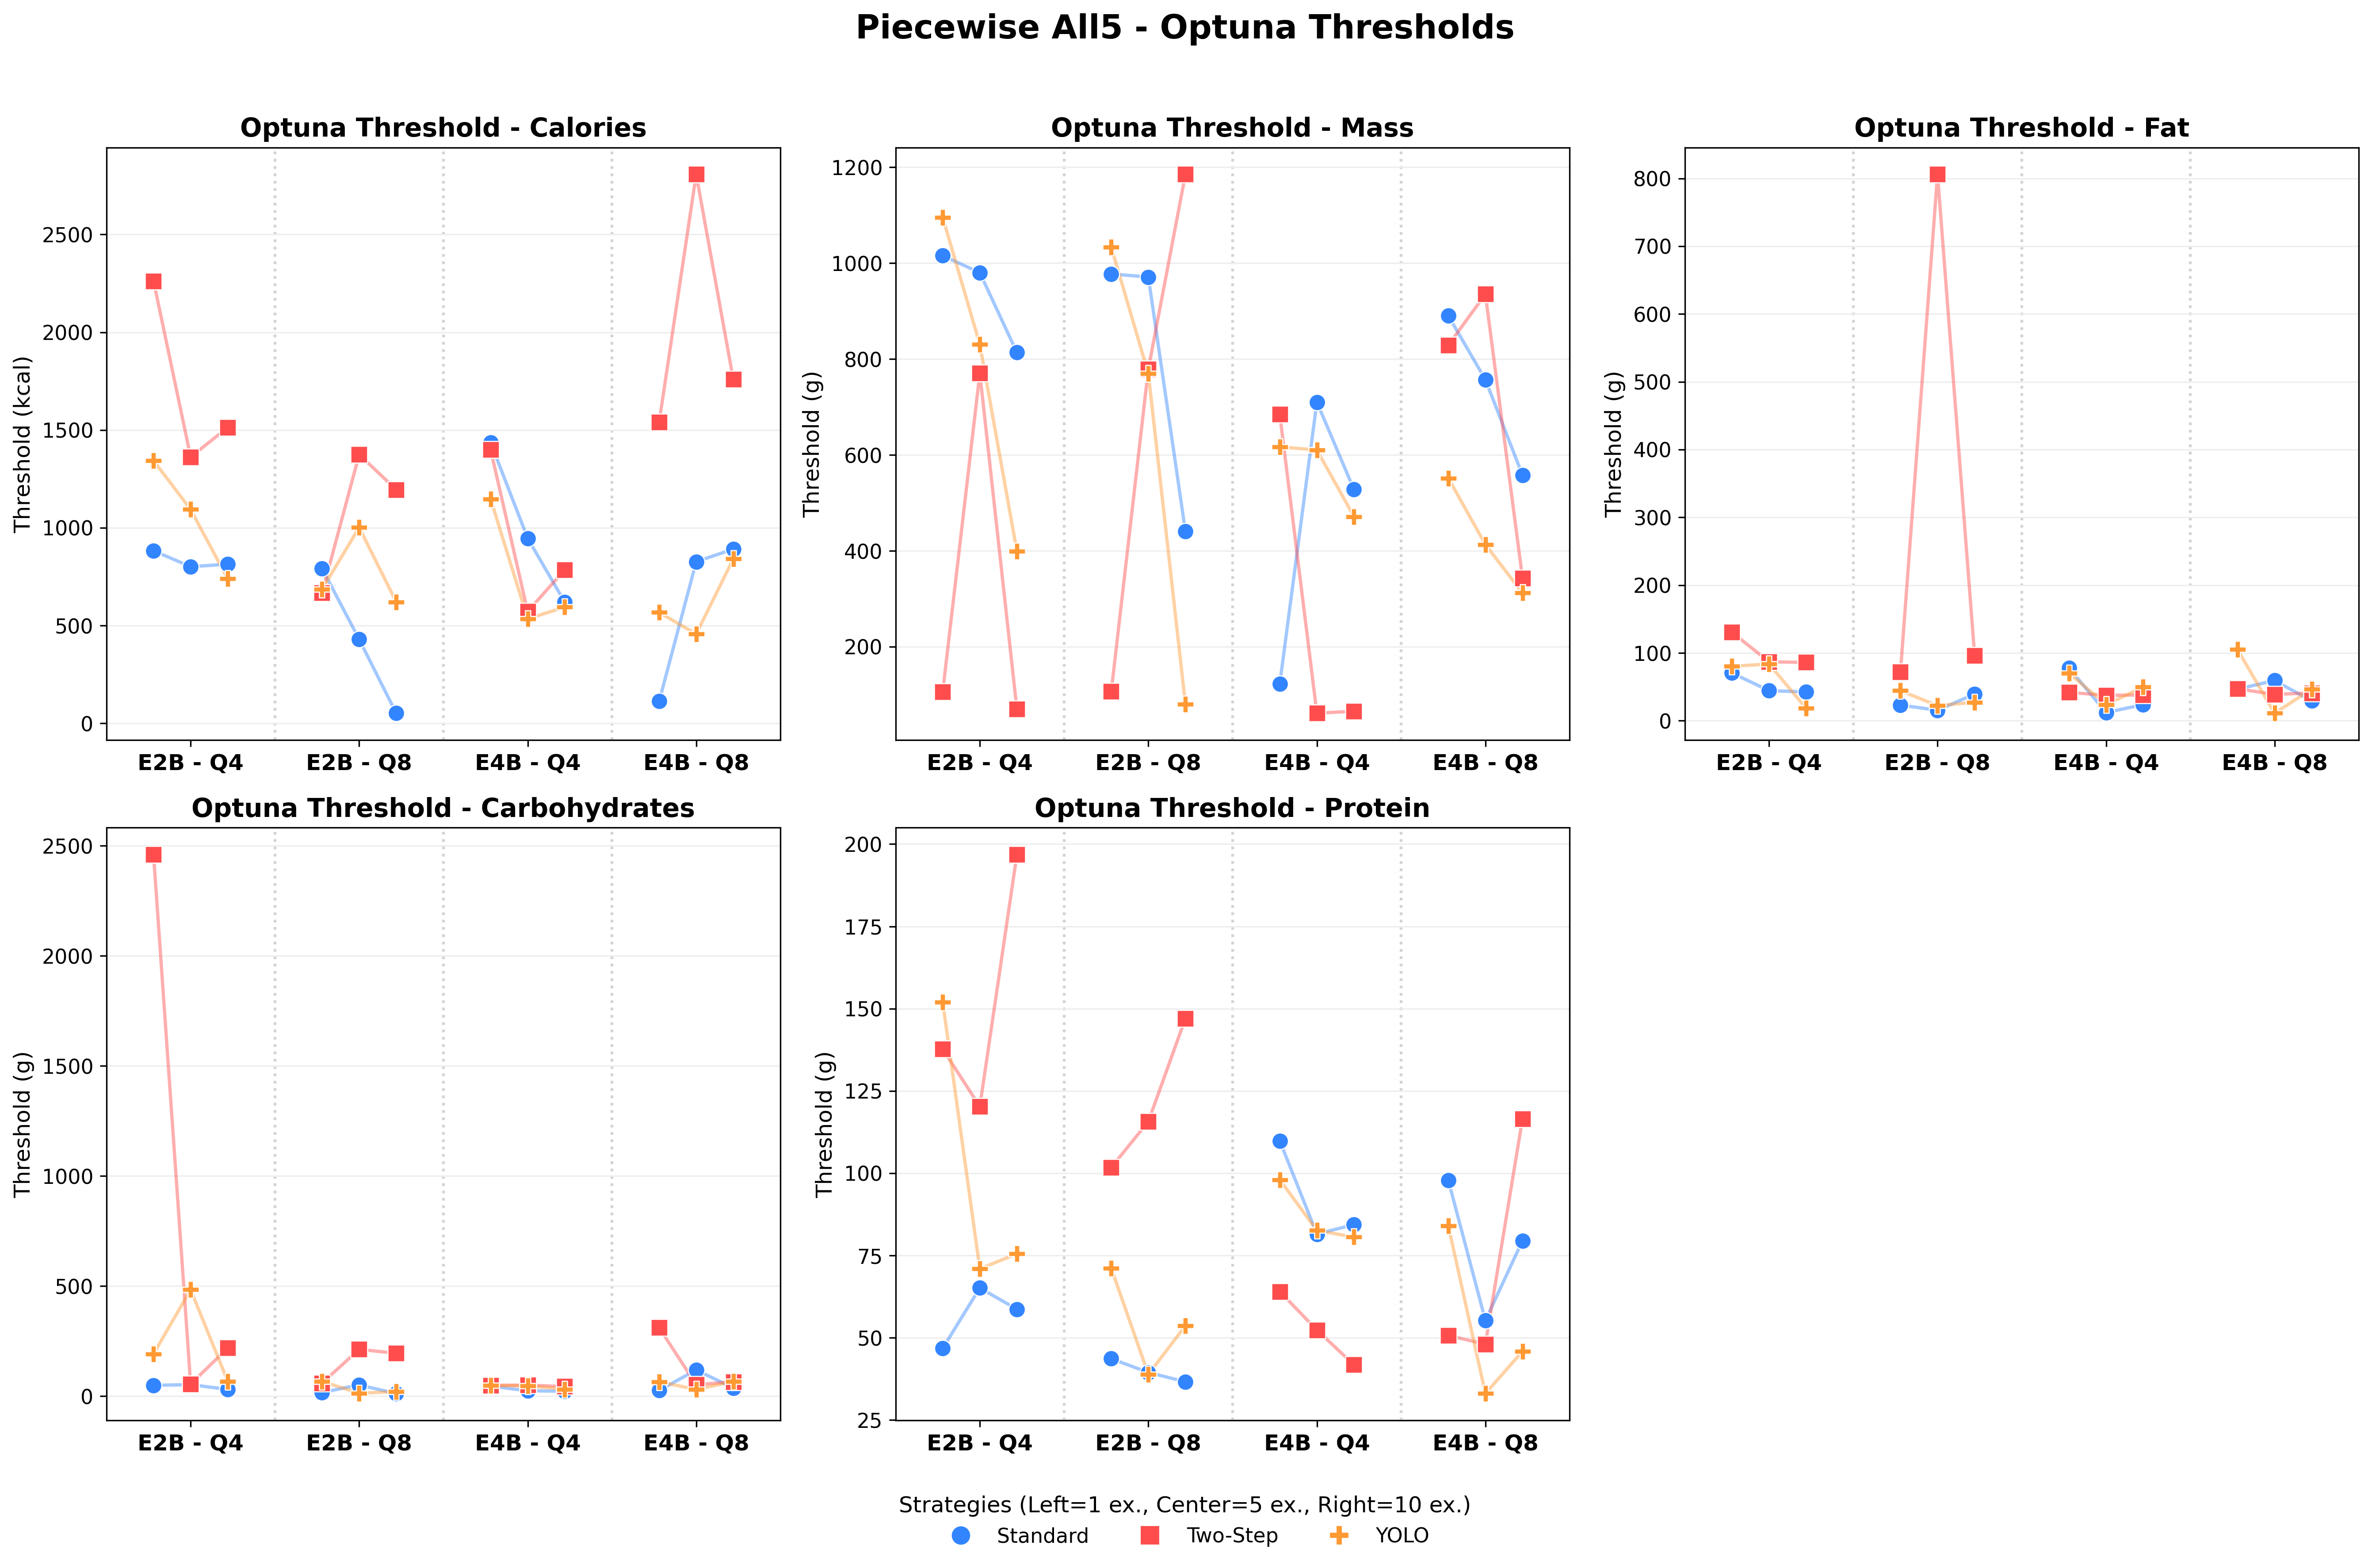 Piecewise All5 - Optuna Thresholds
Optuna Threshold - Calories
Threshold (kcal)
2500
2000
1500
1000
500
0
E2B - Q4 E2B - Q8 E4B - Q4 E4B - Q8
Optuna Threshold - Mass
Threshold (g)
1200
1000
800
600
400
200
E2B - Q4 E2B - Q8 E4B - Q4 E4B - Q8
Optuna Threshold - Fat
Threshold (g)
800
700
600
500
400
300
200
100
0
E2B - Q4 E2B - Q8 E4B - Q4 E4B - Q8
Optuna Threshold - Carbohydrates
Threshold (g)
2500
2000
1500
1000
500
0
E2B - Q4 E2B - Q8 E4B - Q4 E4B - Q8
Optuna Threshold - Protein
Threshold (g)
200
175
150
125
100
75
50
25
E2B - Q4 E2B - Q8 E4B - Q4 E4B - Q8
Strategies (Left=1 ex., Center=5 ex., Right=10 ex.)
Standard Two-Step YOLO